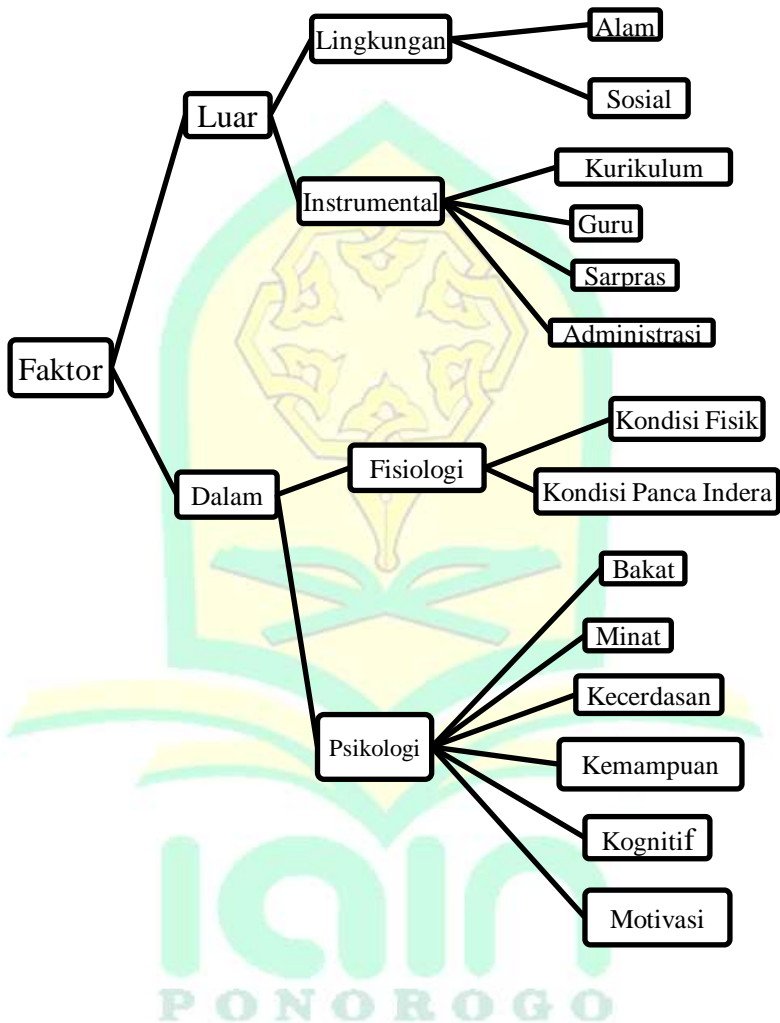 Faktor
Luar
Lingkungan
Alam
Sosial
Instrumental
Kurikulum
Guru
Sarpras
Administrasi
Dalam
Fisiologi
Kondisi Fisik
Kondisi Panca Indera
Psikologi
Bakat
Minat
Kecerdasan
Kemampuan
Kognitif
Motivasi
iain
PONOROGO